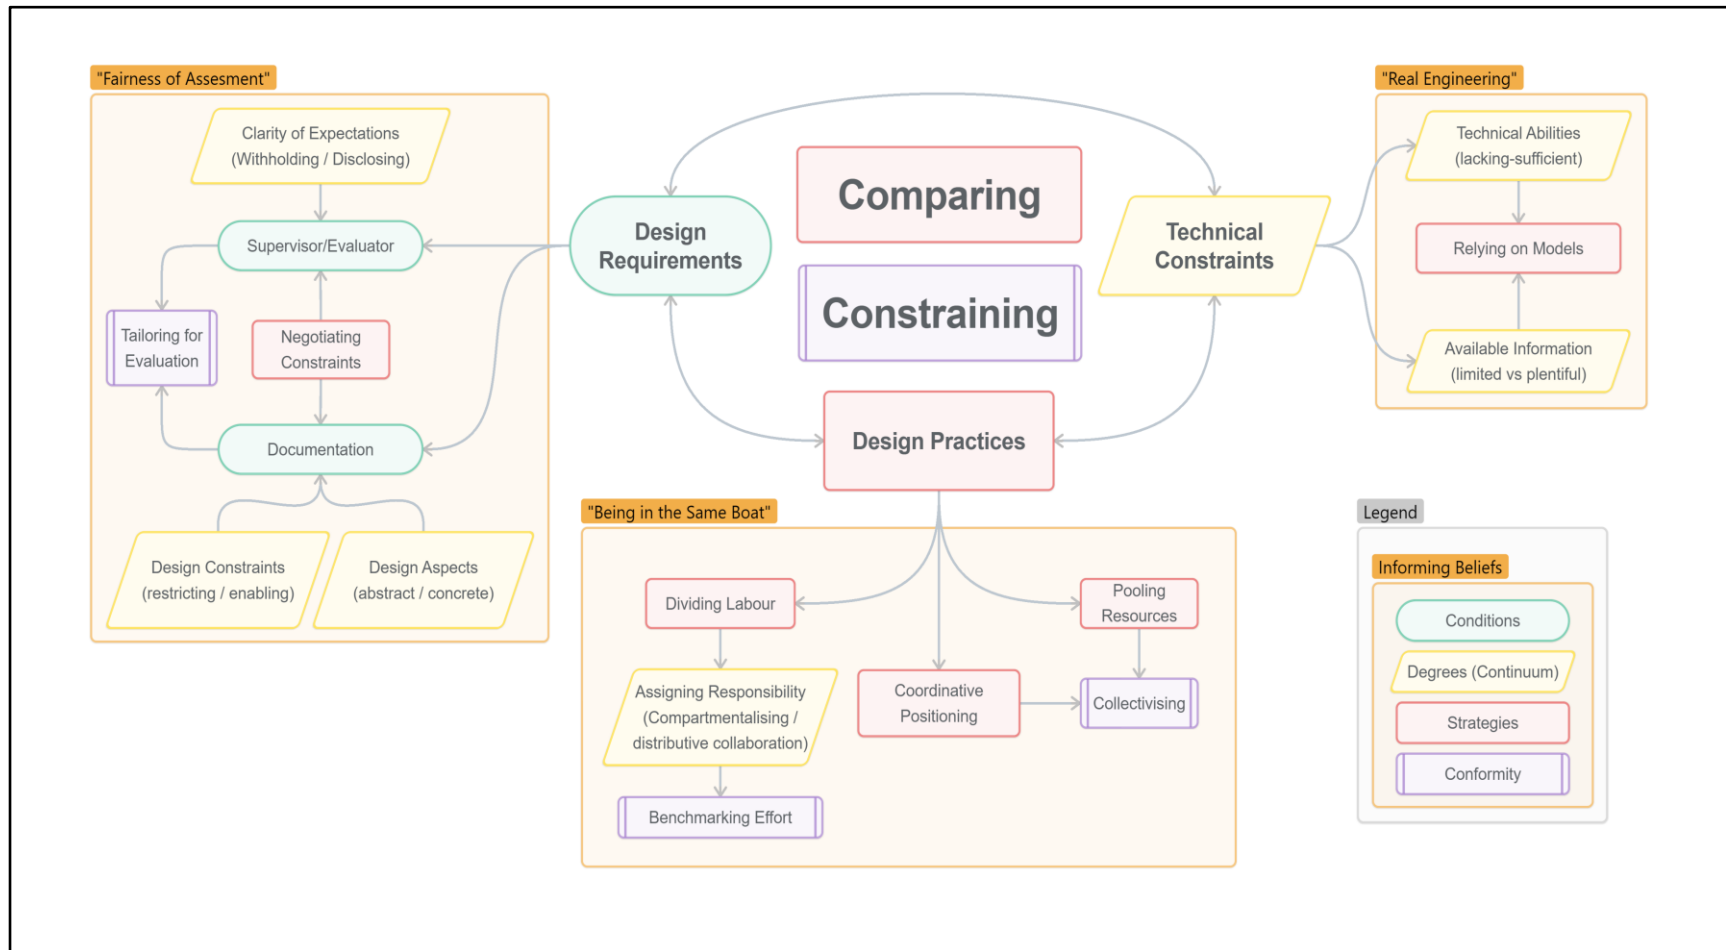 "Fairness of Assesment"
Clarity of Expectations
(Withholding / Disclosing)
Supervisor/Evaluator
Tailoring for
Evaluation
Negotiating
Constraints
Documentation
Design Constraints
(restricting / enabling)
Design Aspects
(abstract / concrete)
Design
Requirements
Comparing
Constraining
Technical
Constraints
Design Practices
"Real Engineering"
Technical Abilities
(lacking-sufficient)
Relying on Models
Available Information
(limited vs plentiful)
"Being in the Same Boat"
Dividing Labour
Pooling
Resources
Assigning Responsibility
(Compartmentalising /
distributive collaboration)
Coordinative
Positioning
Collectivising
Benchmarking Effort
Legend
Informing Beliefs
Conditions
Degrees (Continuum)
Strategies
Conformity